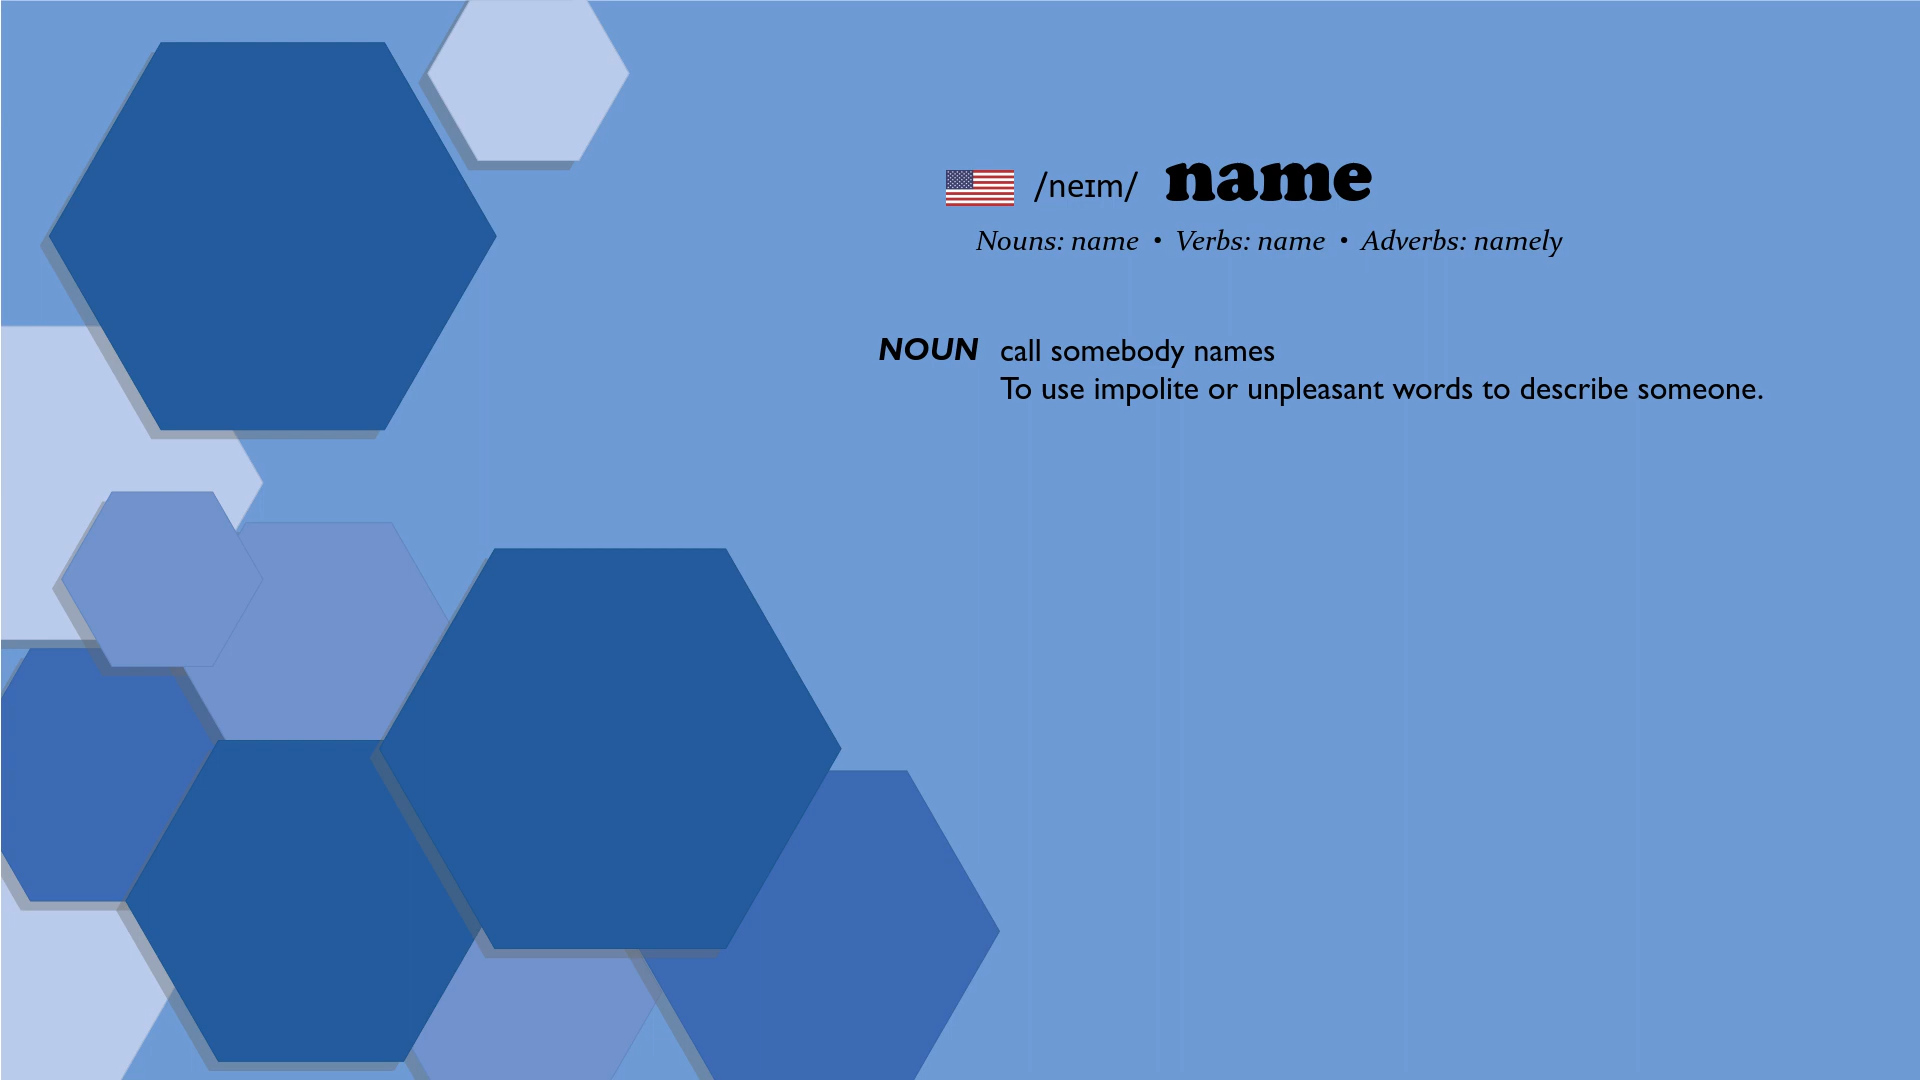 /neɪm/ name
Nouns: name • Verbs: name • Adverbs: namely
NOUN call somebody names
To use impolite or unpleasant words to describe someone.